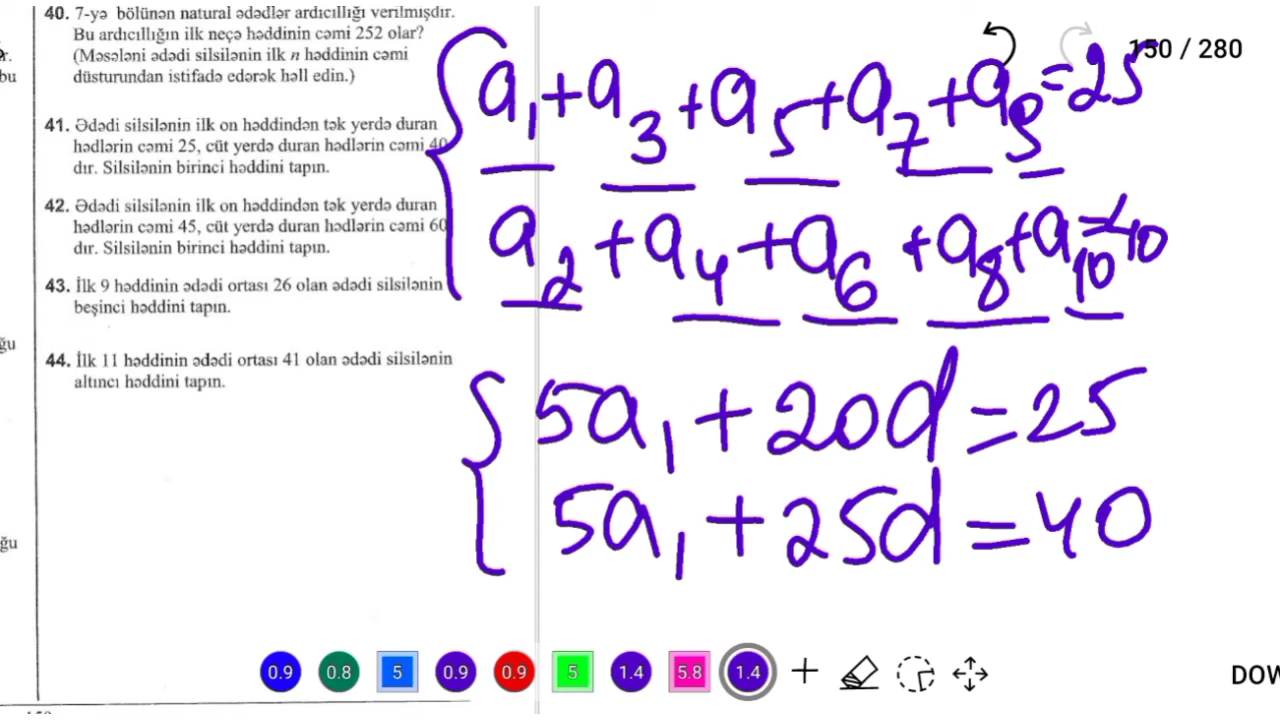 40. 7-yə bölünən natural ədədlər ardıcıllığı verilmişdir.
Bu ardıcıllığın ilk neçə həddinin cəmi 252 olar?
(Məsələni ədədi silsilənin ilk n həddinin cəmi
düsturundan istifadə edərək həll edin.)
41. Ədədi silsilənin ilk on həddindən tək yerdə duran
hədlərin cəmi 25, cüt yerdə duran hədlərin cəmi 40
dır. Silsilənin birinci həddini tapın.
42. Ədədi silsilənin ilk on həddindən tək yerdə duran
hədlərin cəmi 45, cüt yerdə duran hədlərin cəmi 60
dır. Silsilənin birinci həddini tapın.
43. İlk 9 həddinin ədədi ortası 26 olan ədədi silsilənin
beşinci həddini tapın.
44. İlk 11 həddinin ədədi ortası 41 olan ədədi silsilənin
altıncı həddini tapın.
r.
bu
ğu
ğu
150 / 280
a₁+a₃+a₅+a₇+a₉=25
a₂+a₄+a₆+a₈+a₁₀=40
5a₁+20d=25
5a₁+25d=40
0.9 0.8 5 0.9 0.9 5 1.4 5.8 1.4
DOW